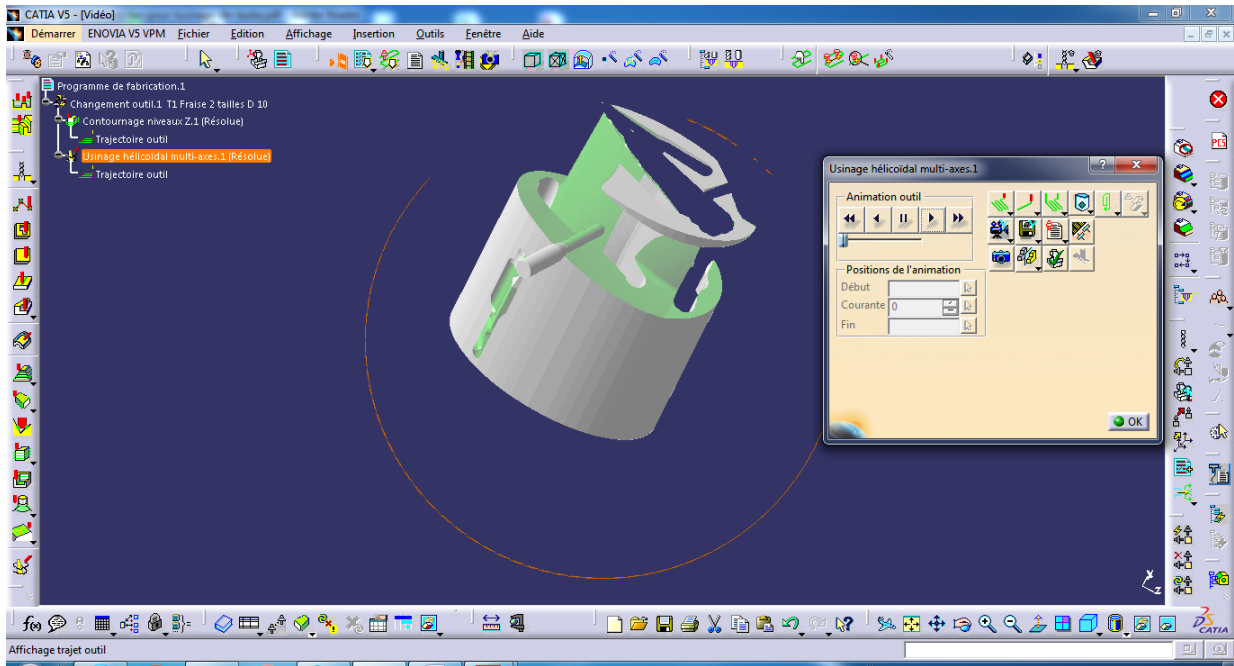 CATIA V5 - [Vidéo]
Démarrer ENOVIA V5 VPM Fichier Edition Affichage Insertion Outils Fenêtre Aide
Programme de fabrication.1
Changement outil.1 T1 Fraise 2 tailles D 10
Contournage niveaux Z.1 (Résolue)
Trajectoire outil
Usinage hélicoïdal multi-axes.1 (Résolue)
Trajectoire outil
Usinage hélicoïdal multi-axes.1
Animation outil
Positions de l'animation
Début
Courante 0
Fin
OK
PCS
Y
Z
f(x)
CATIA
Affichage trajet outil